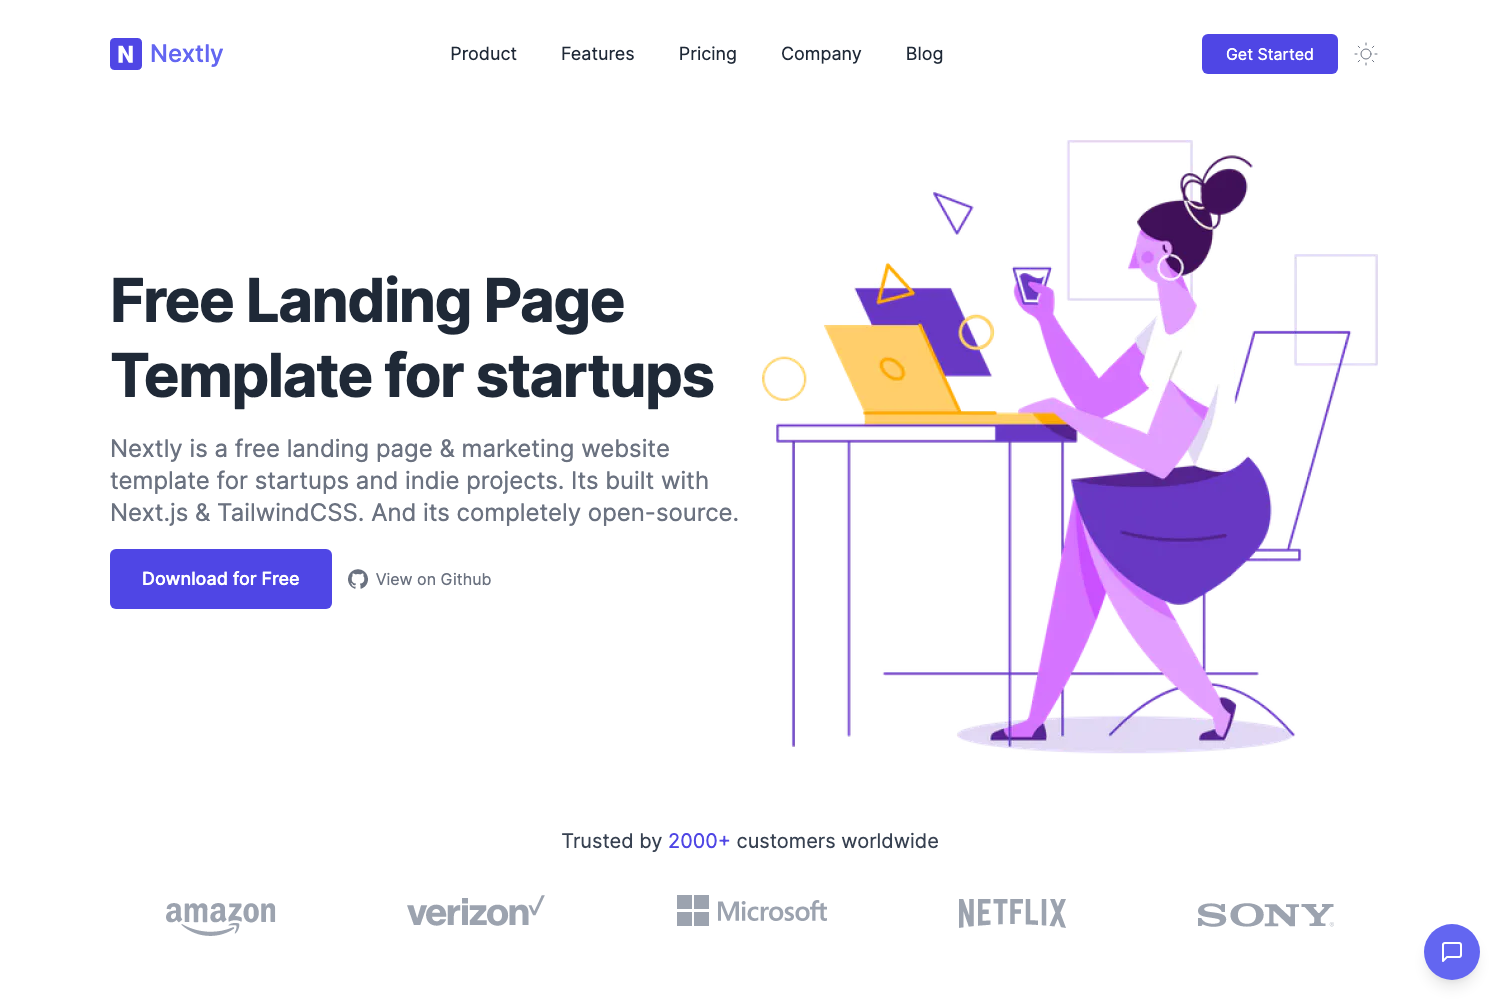 N Nextly
Product Features Pricing Company Blog
Get Started
Free Landing Page
Template for startups
Nextly is a free landing page & marketing website
template for startups and indie projects. Its built with
Next.js & TailwindCSS. And its completely open-source.
Download for Free
View on Github
Trusted by 2000+ customers worldwide
amazon verizon Microsoft NETFLIX SONY